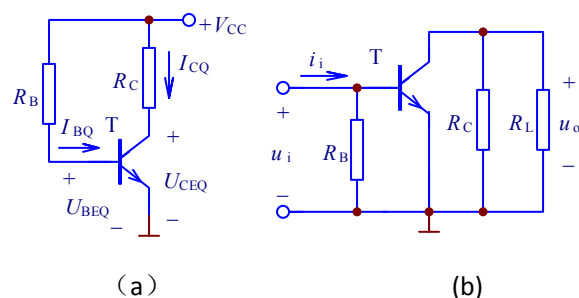 +V_CC
I_CQ
R_B
R_C
I_BQ
T
+
+
U_CEQ
U_BEQ
−
−
（a）
i_i
T
+
+
u_i
R_B
R_C
R_L
u_o
−
−
(b)